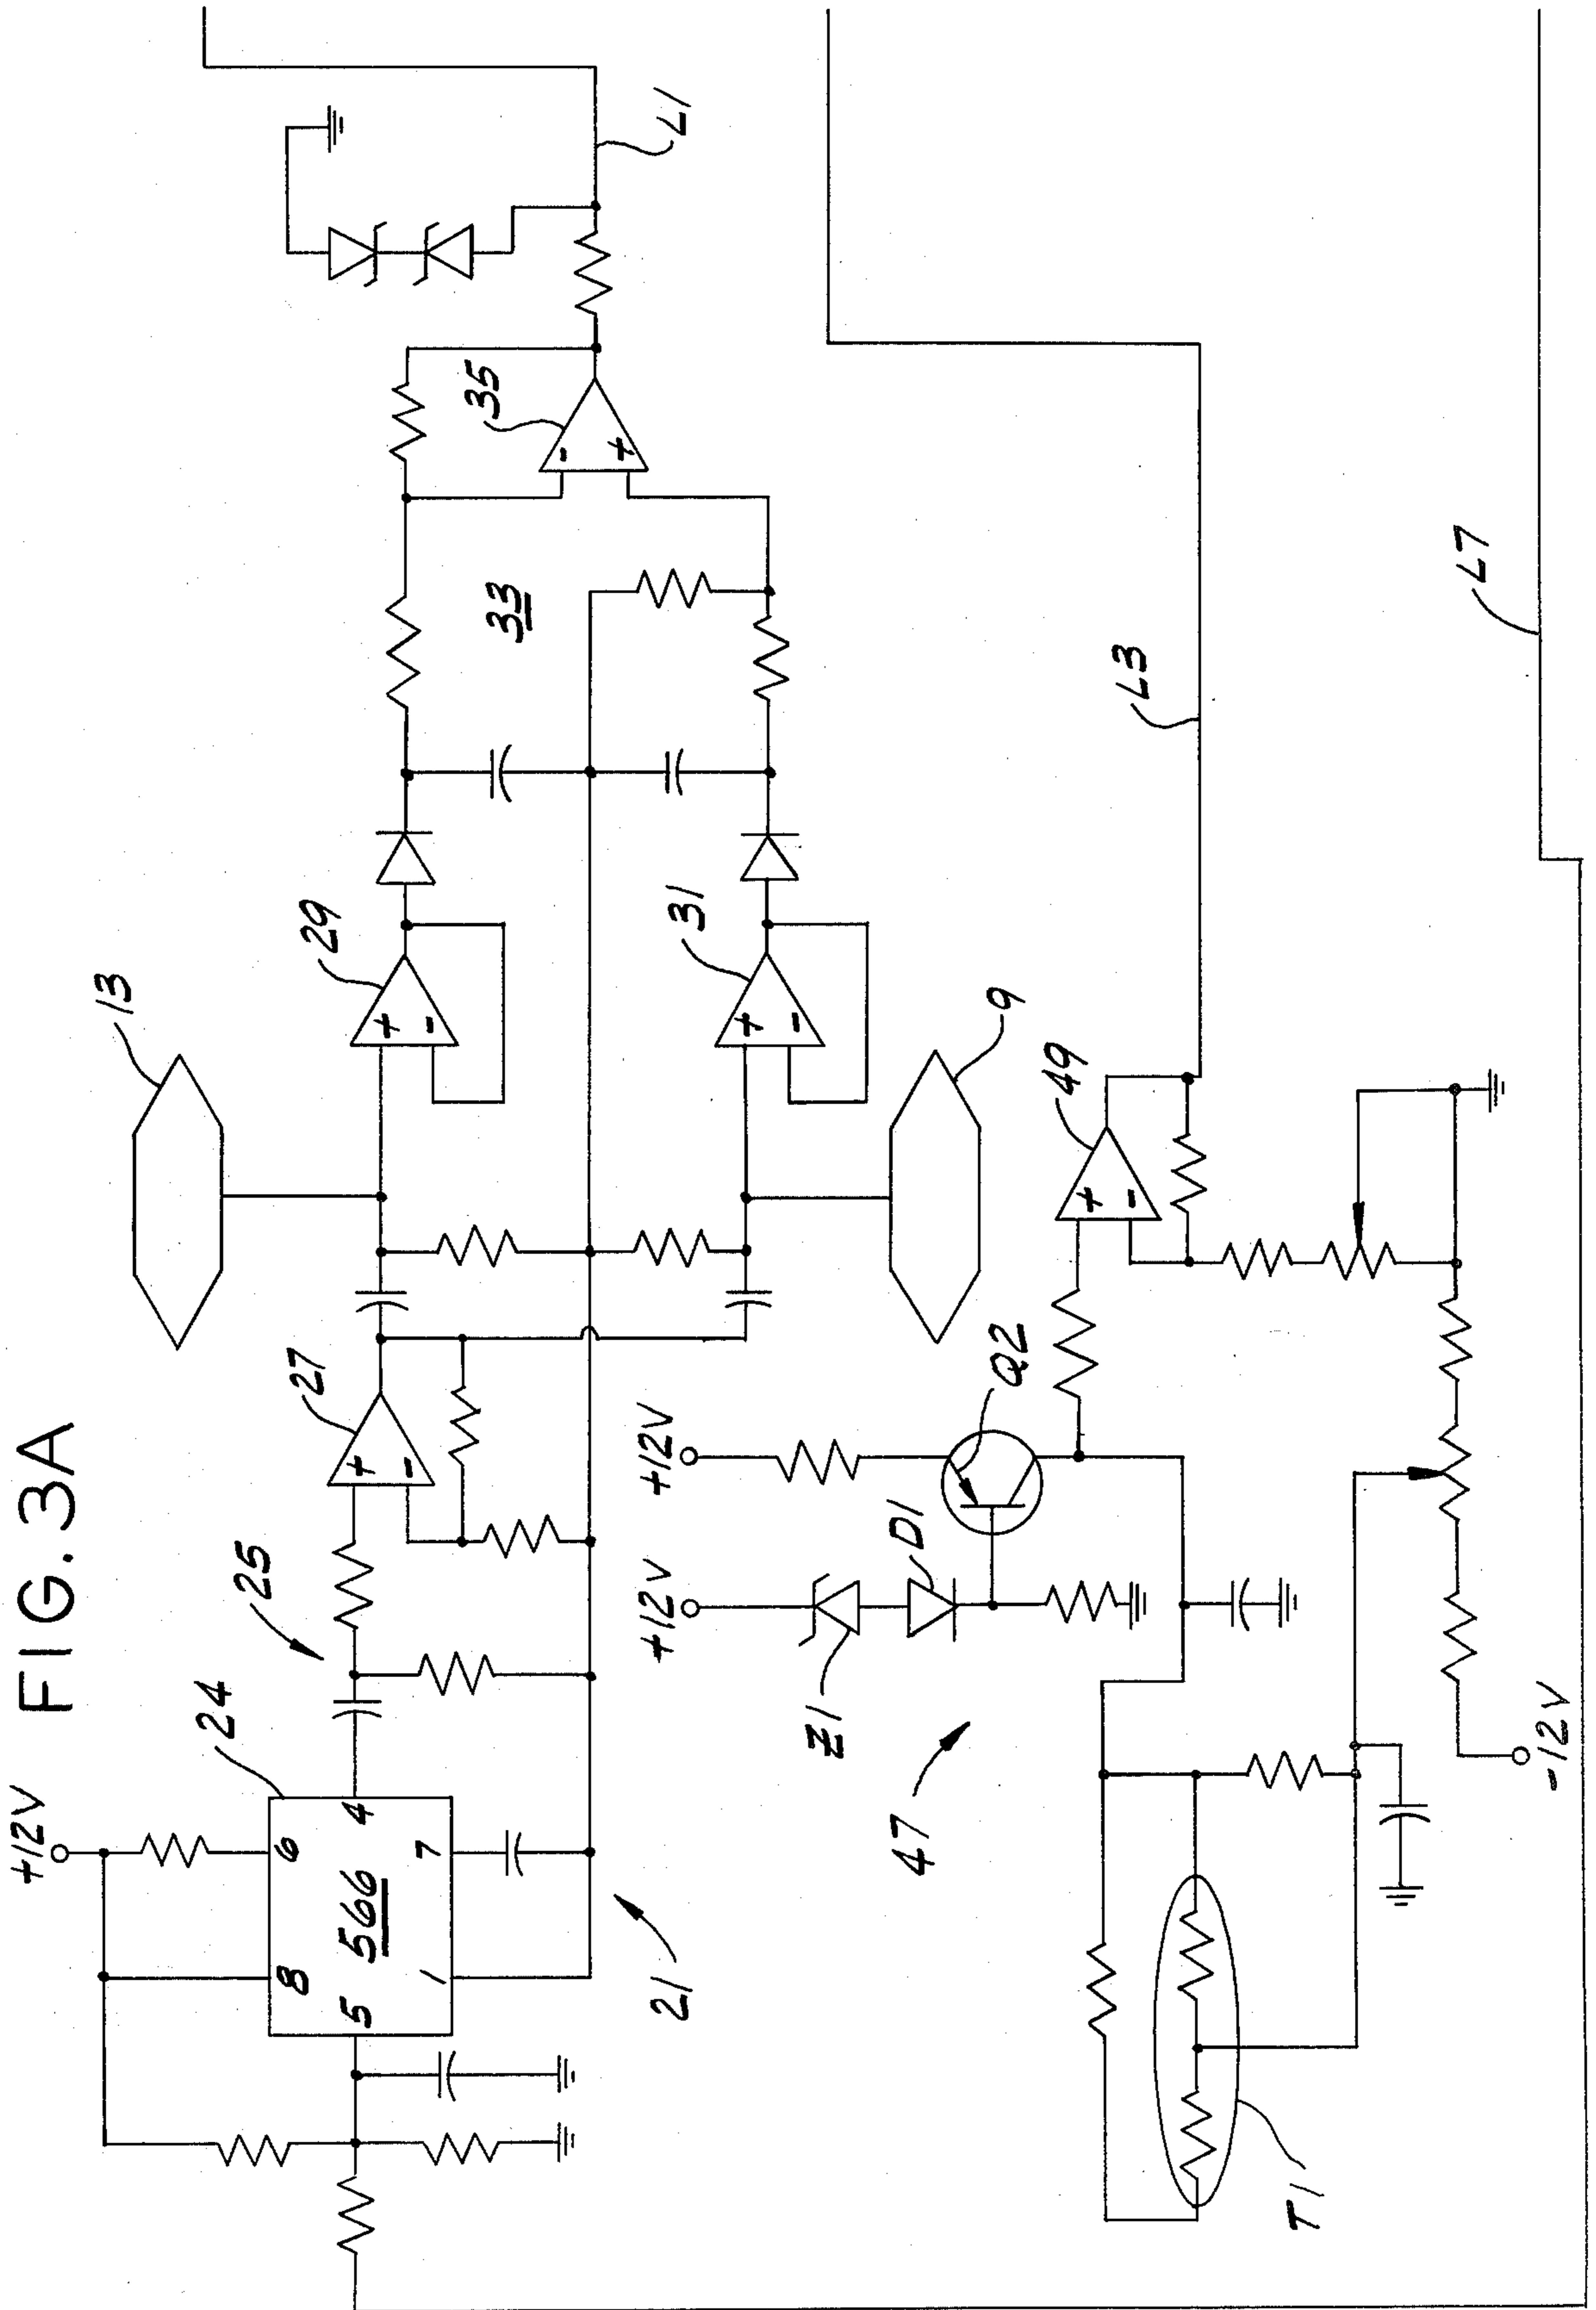 FIG. 3A
+12V
24
25
27
13
29
33
35
L1
8
6
566
5
4
1
7
+
-
+
-
-
+
21
31
+
-
9
+12V
+12V
Q2
D1
Z1
47
49
+
-
L3
L7
T1
-12V